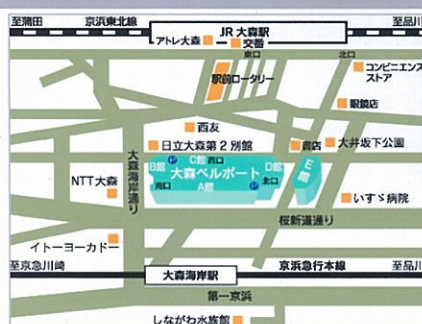 至蒲田 京浜東北線 JR 大森駅 至品川
アトレ大森 交番
東口 北口
駅前ロータリー
コンビニエンス
ストア
眼鏡店
西友
日立大森第2別館 書店 大井坂下公園
B館 C館 西口 D館 E館
大森ベルポート
南口 A館 北口
NTT大森
大森海岸通り
いすゞ病院
桜新道通り
イトーヨーカドー
至京急川崎 大森海岸駅 京浜急行本線 至品川
第一京浜
しながわ水族館